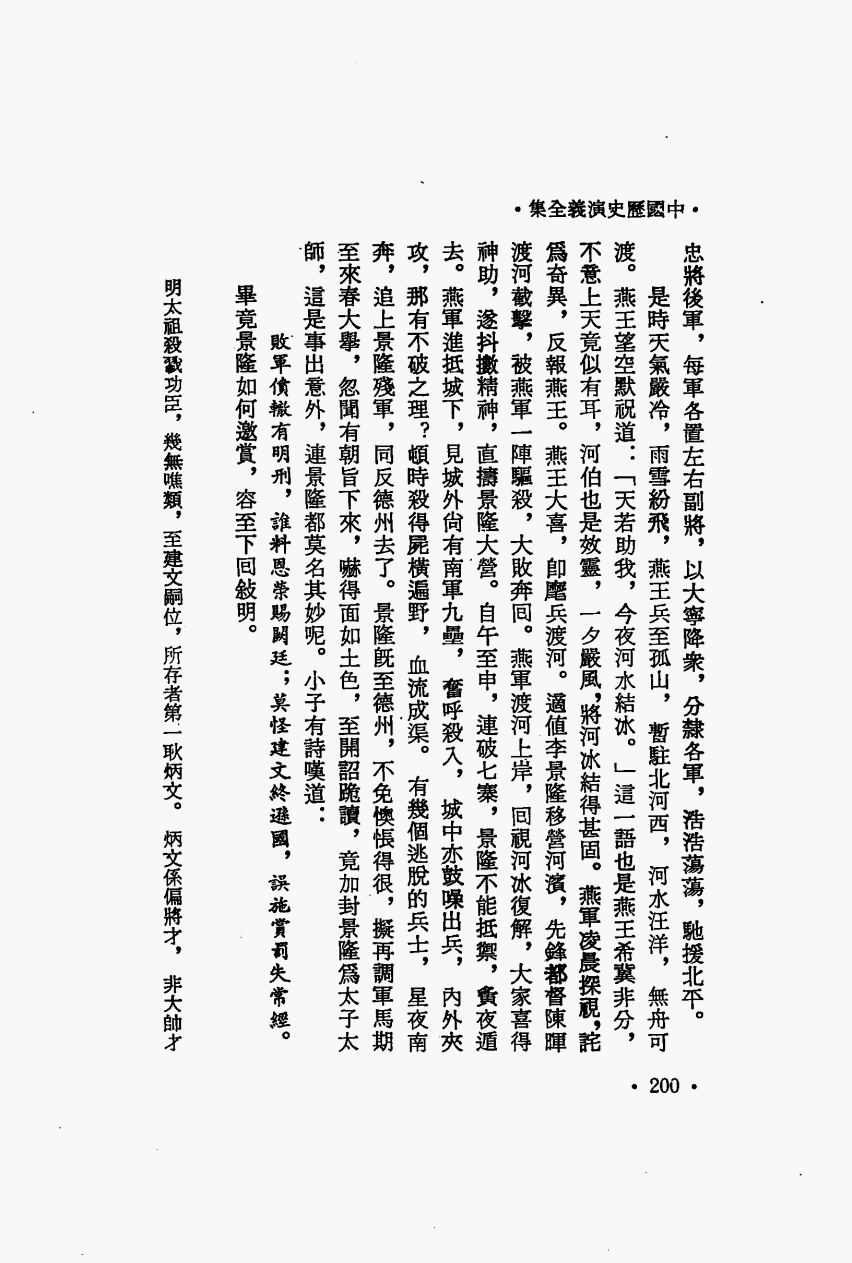 •中國歷史演義全集•
忠將後軍，每軍各置左右副將，以大寧降衆，分隸各軍，浩浩蕩蕩，馳援北平。
是時天氣嚴冷，雨雪紛飛，燕王兵至孤山，暫駐北河西，河水汪洋，無舟可
渡。燕王望空默祝道：「天若助我，今夜河水結冰。」這一語也是燕王希冀非分，
不意上天竟似有耳，河伯也是效靈，一夕嚴風，將河冰結得甚固。燕軍凌晨探視，詫
爲奇異，反報燕王。燕王大喜，卽麾兵渡河。適值李景隆移營河濱，先鋒都督陳暉
渡河截擊，被燕軍一陣驅殺，大敗奔回。燕軍渡河上岸，回視河冰復解，大家喜得
神助，遂抖擻精神，直擣景隆大營。自午至申，連破七寨，景隆不能抵禦，夤夜遁
去。燕軍進抵城下，見城外尙有南軍九壘，奮呼殺入，城中亦鼓噪出兵，內外夾
攻，那有不破之理？頓時殺得屍橫遍野，血流成渠。有幾個逃脫的兵士，星夜南
奔，追上景隆殘軍，同反德州去了。景隆旣至德州，不免懊悵得很，擬再調軍馬期
至來春大擧，忽聞有朝旨下來，嚇得面如土色，至開詔跪讀，竟加封景隆爲太子太
師，這是事出意外，連景隆都莫名其妙呢。小子有詩嘆道：
敗軍僨轍有明刑，誰料恩榮賜闕廷；莫怪建文終遜國，誤施賞罰失常經。
畢竟景隆如何邀賞，容至下回敍明。
明太祖殺戮功臣，幾無噍類，至建文嗣位，所存者第一耿炳文。炳文係偏將才，非大帥才
•200•